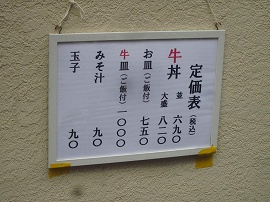 定価表（税込）
牛丼 並 六九〇
大盛 八二〇
お皿（ご飯付）七五〇
牛皿（ご飯付）一〇〇〇
みそ汁 九〇
玉子 九〇